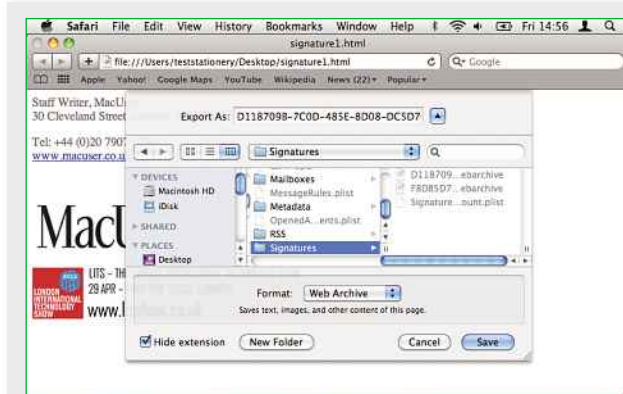 Safari File Edit View History Bookmarks Window Help Fri 14:56
signature1.html
file:///Users/teststationery/Desktop/signature1.html Google
Apple Yahoo! Google Maps YouTube Wikipedia News (22) Popular
Staff Writer, MacU
30 Cleveland Street
Tel: +44 (0)20 7907
www.macuser.co.u
MacU
LONDON INTERNATIONAL TECHNOLOGY SHOW
LITS - TH
29 APR -
www.l
Export As: D1187098-7C0D-485E-8D08-DC5D7
Signatures
DEVICES
Macintosh HD
iDisk
SHARED
PLACES
Desktop
Mailboxes
MessageRules.plist
Metadata
OpenedA...ents.plist
RSS
Signatures
D118709...ebarchive
F8D85D7...ebarchive
Signature...ount.plist
Format: Web Archive
Saves text, images, and other content of this page.
Hide extension New Folder Cancel Save